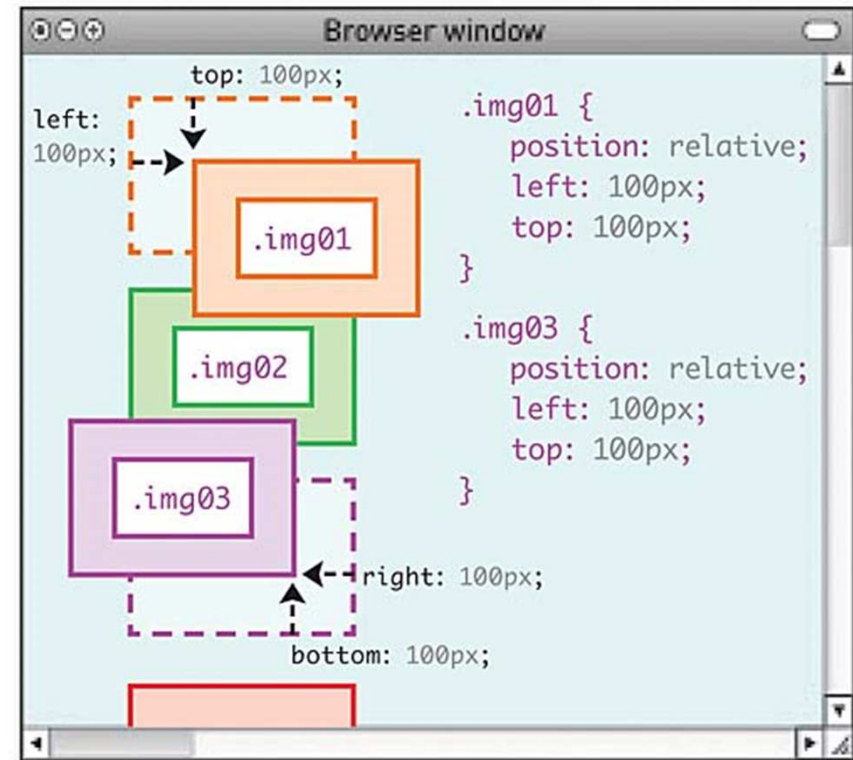 Browser window
top: 100px;
left:
100px;
.img01
.img02
.img03
right: 100px;
bottom: 100px;
.img01 {
position: relative;
left: 100px;
top: 100px;
}
.img03 {
position: relative;
left: 100px;
top: 100px;
}